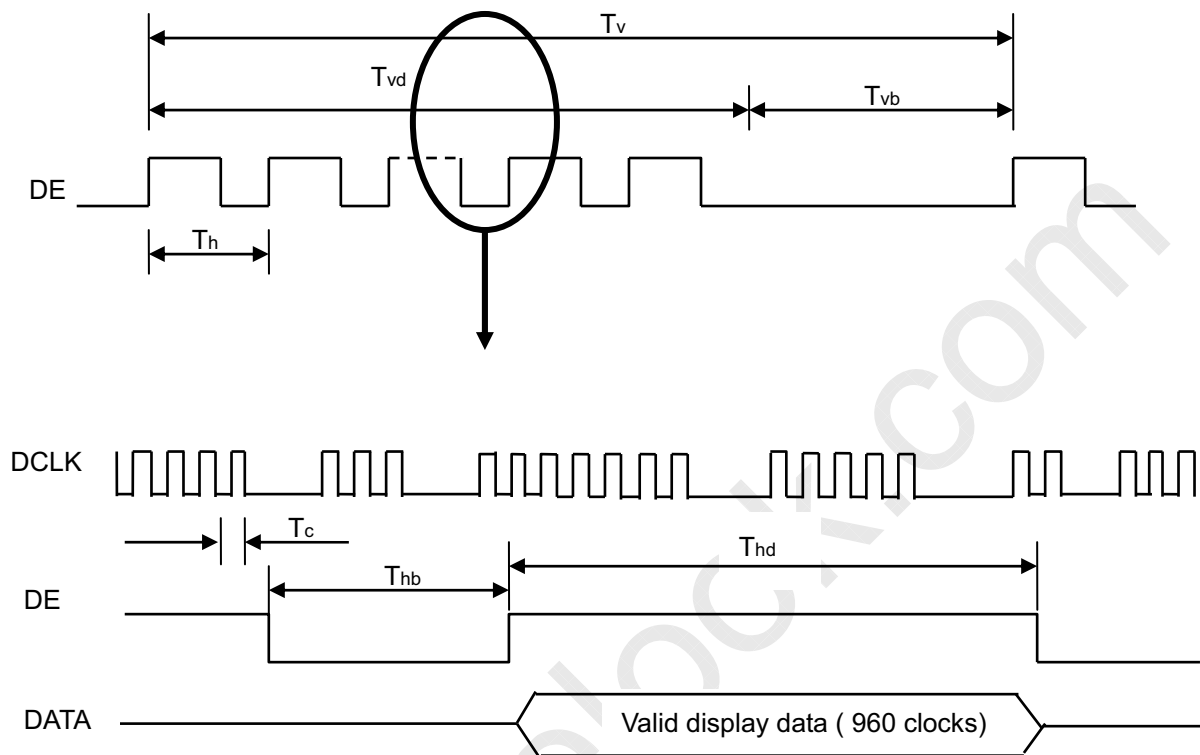 Tv
Tvd
Tvb
DE
Th
DCLK
Tc
Thd
Thb
DE
DATA
Valid display data ( 960 clocks)